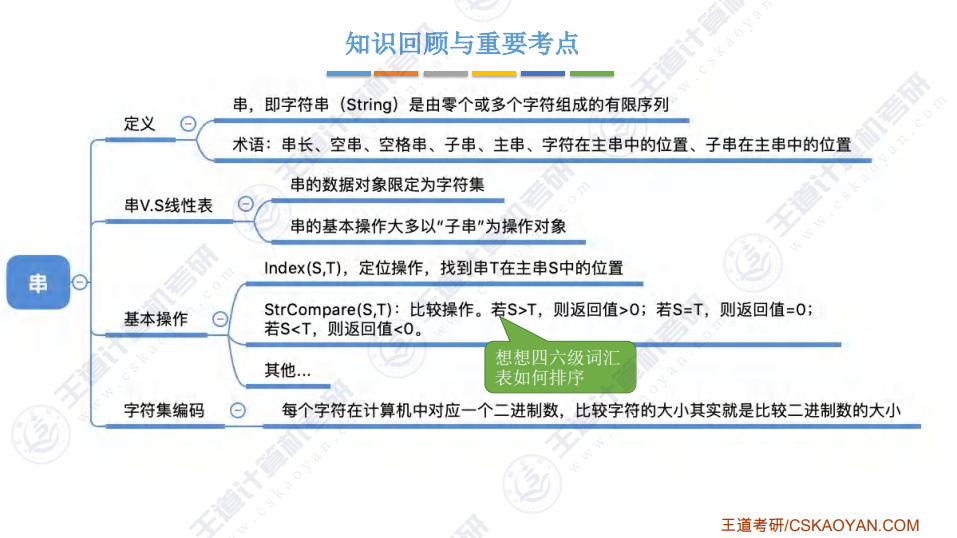 知识回顾与重要考点
串
定义
串，即字符串（String）是由零个或多个字符组成的有限序列
术语：串长、空串、空格串、子串、主串、字符在主串中的位置、子串在主串中的位置
串V.S线性表
串的数据对象限定为字符集
串的基本操作大多以“子串”为操作对象
基本操作
Index(S,T)，定位操作，找到串T在主串S中的位置
StrCompare(S,T)：比较操作。若S>T，则返回值>0；若S=T，则返回值=0；
若S<T，则返回值<0。
想想四六级词汇
表如何排序
其他...
字符集编码
每个字符在计算机中对应一个二进制数，比较字符的大小其实就是比较二进制数的大小
王道考研/CSKAOYAN.COM
王道计算机考研
www.cskaoyan.com